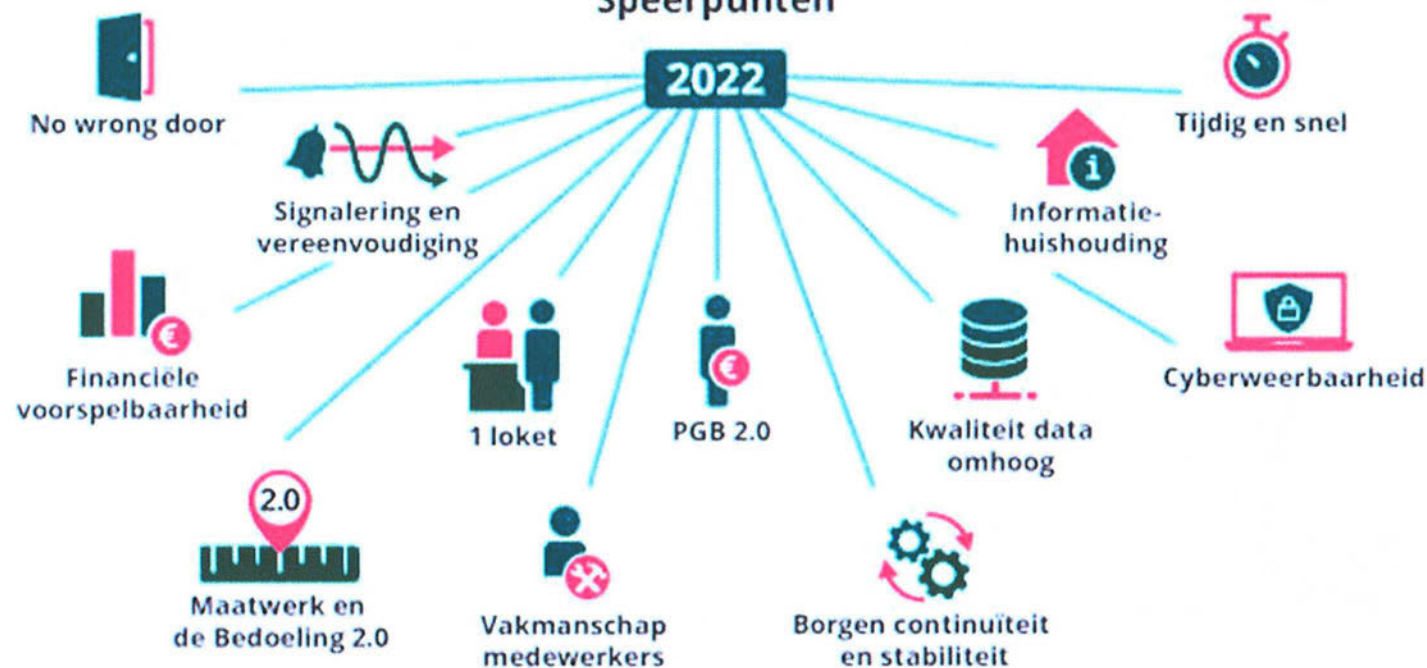 Speerpunten
2022
No wrong door
Tijdig en snel
Signalering en
vereenvoudiging
i
Informatie-
huishouding
€
Financiële
voorspelbaarheid
1 loket
€
PGB 2.0
Kwaliteit data
omhoog
Cyberweerbaarheid
2.0
Maatwerk en
de Bedoeling 2.0
Vakmanschap
medewerkers
Borgen continuïteit
en stabiliteit